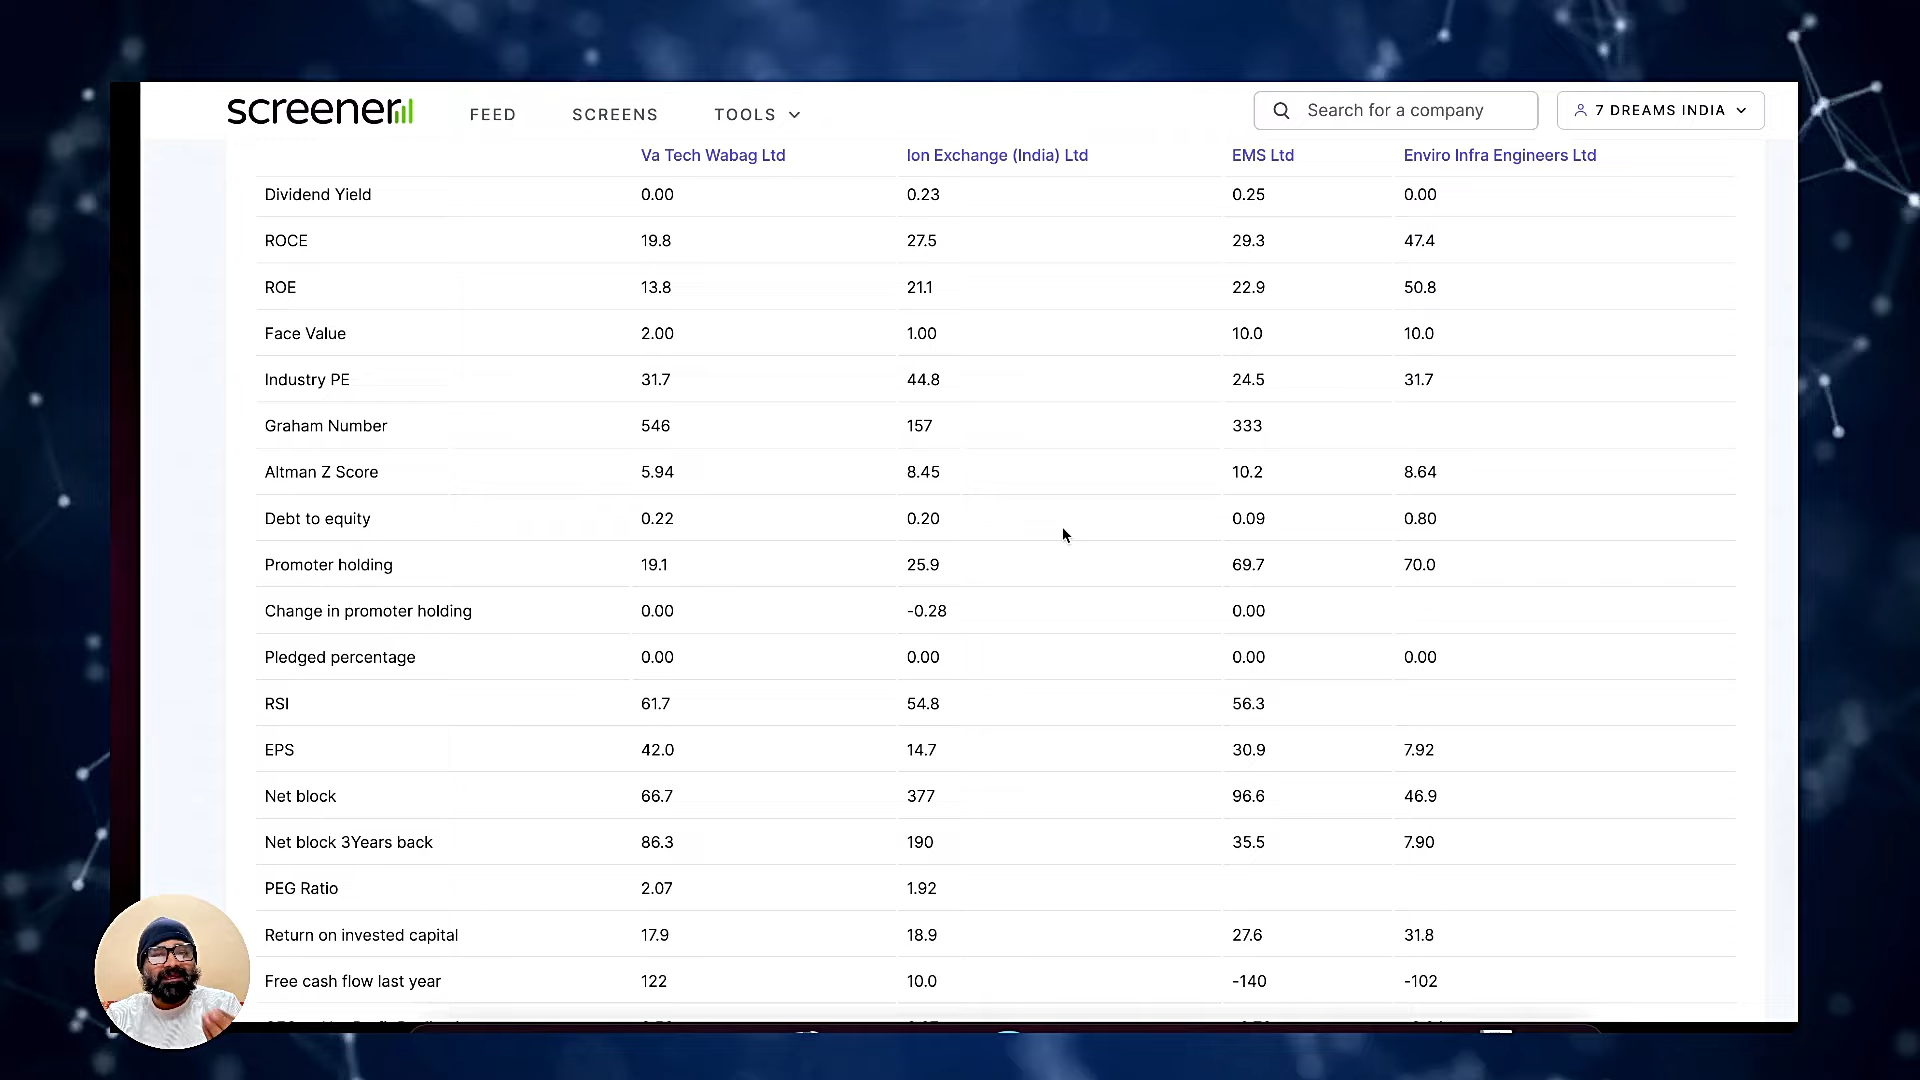 screener FEED SCREENS TOOLS Search for a company 7 DREAMS INDIA
Va Tech Wabag Ltd Ion Exchange (India) Ltd EMS Ltd Enviro Infra Engineers Ltd
Dividend Yield 0.00 0.23 0.25 0.00
ROCE 19.8 27.5 29.3 47.4
ROE 13.8 21.1 22.9 50.8
Face Value 2.00 1.00 10.0 10.0
Industry PE 31.7 44.8 24.5 31.7
Graham Number 546 157 333
Altman Z Score 5.94 8.45 10.2 8.64
Debt to equity 0.22 0.20 0.09 0.80
Promoter holding 19.1 25.9 69.7 70.0
Change in promoter holding 0.00 -0.28 0.00
Pledged percentage 0.00 0.00 0.00 0.00
RSI 61.7 54.8 56.3
EPS 42.0 14.7 30.9 7.92
Net block 66.7 377 96.6 46.9
Net block 3Years back 86.3 190 35.5 7.90
PEG Ratio 2.07 1.92
Return on invested capital 17.9 18.9 27.6 31.8
Free cash flow last year 122 10.0 -140 -102